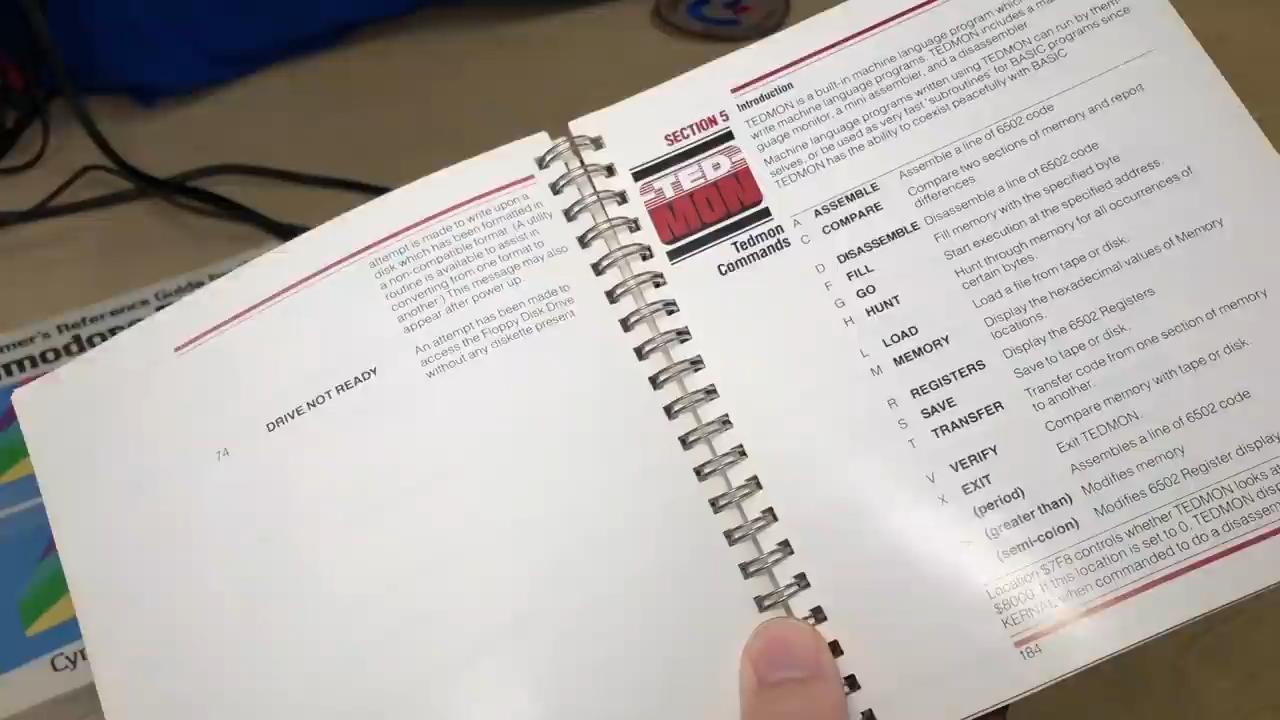 mer's Reference Guide
mmodore
Cyr
attempt is made to write upon a
disk which has been formatted in
a non-compatible format. (A utility
routine is available to assist in
converting from one format to
another.) This message may also
appear after power up.
74
DRIVE NOT READY
An attempt has been made to
access the Floppy Disk Drive
without any diskette present
SECTION 5
TED-
MON
Tedmon
Commands
Introduction
TEDMON is a built-in machine language program which
write machine language programs. TEDMON includes a ma
guage monitor, a mini assembler, and a disassembler
Machine language programs written using TEDMON can run by them-
selves, or be used as very fast 'subroutines' for BASIC programs since
TEDMON has the ability to coexist peacefully with BASIC
A ASSEMBLE Assemble a line of 6502 code
C COMPARE Compare two sections of memory and report
differences
D DISASSEMBLE Disassemble a line of 6502 code
F FILL Fill memory with the specified byte
G GO Start execution at the specified address.
H HUNT Hunt through memory for all occurrences of
certain bytes.
L LOAD Load a file from tape or disk.
M MEMORY Display the hexadecimal values of Memory
locations.
R REGISTERS Display the 6502 Registers
S SAVE Save to tape or disk.
T TRANSFER Transfer code from one section of memory
to another.
V VERIFY Compare memory with tape or disk.
X EXIT Exit TEDMON.
(period) Assembles a line of 6502 code
> (greater than) Modifies memory
(semi-colon) Modifies 6502 Register display
Location $7F8 controls whether TEDMON looks a
$8000. If this location is set to 0, TEDMON disp
KERNAL when commanded to do a disassem
184